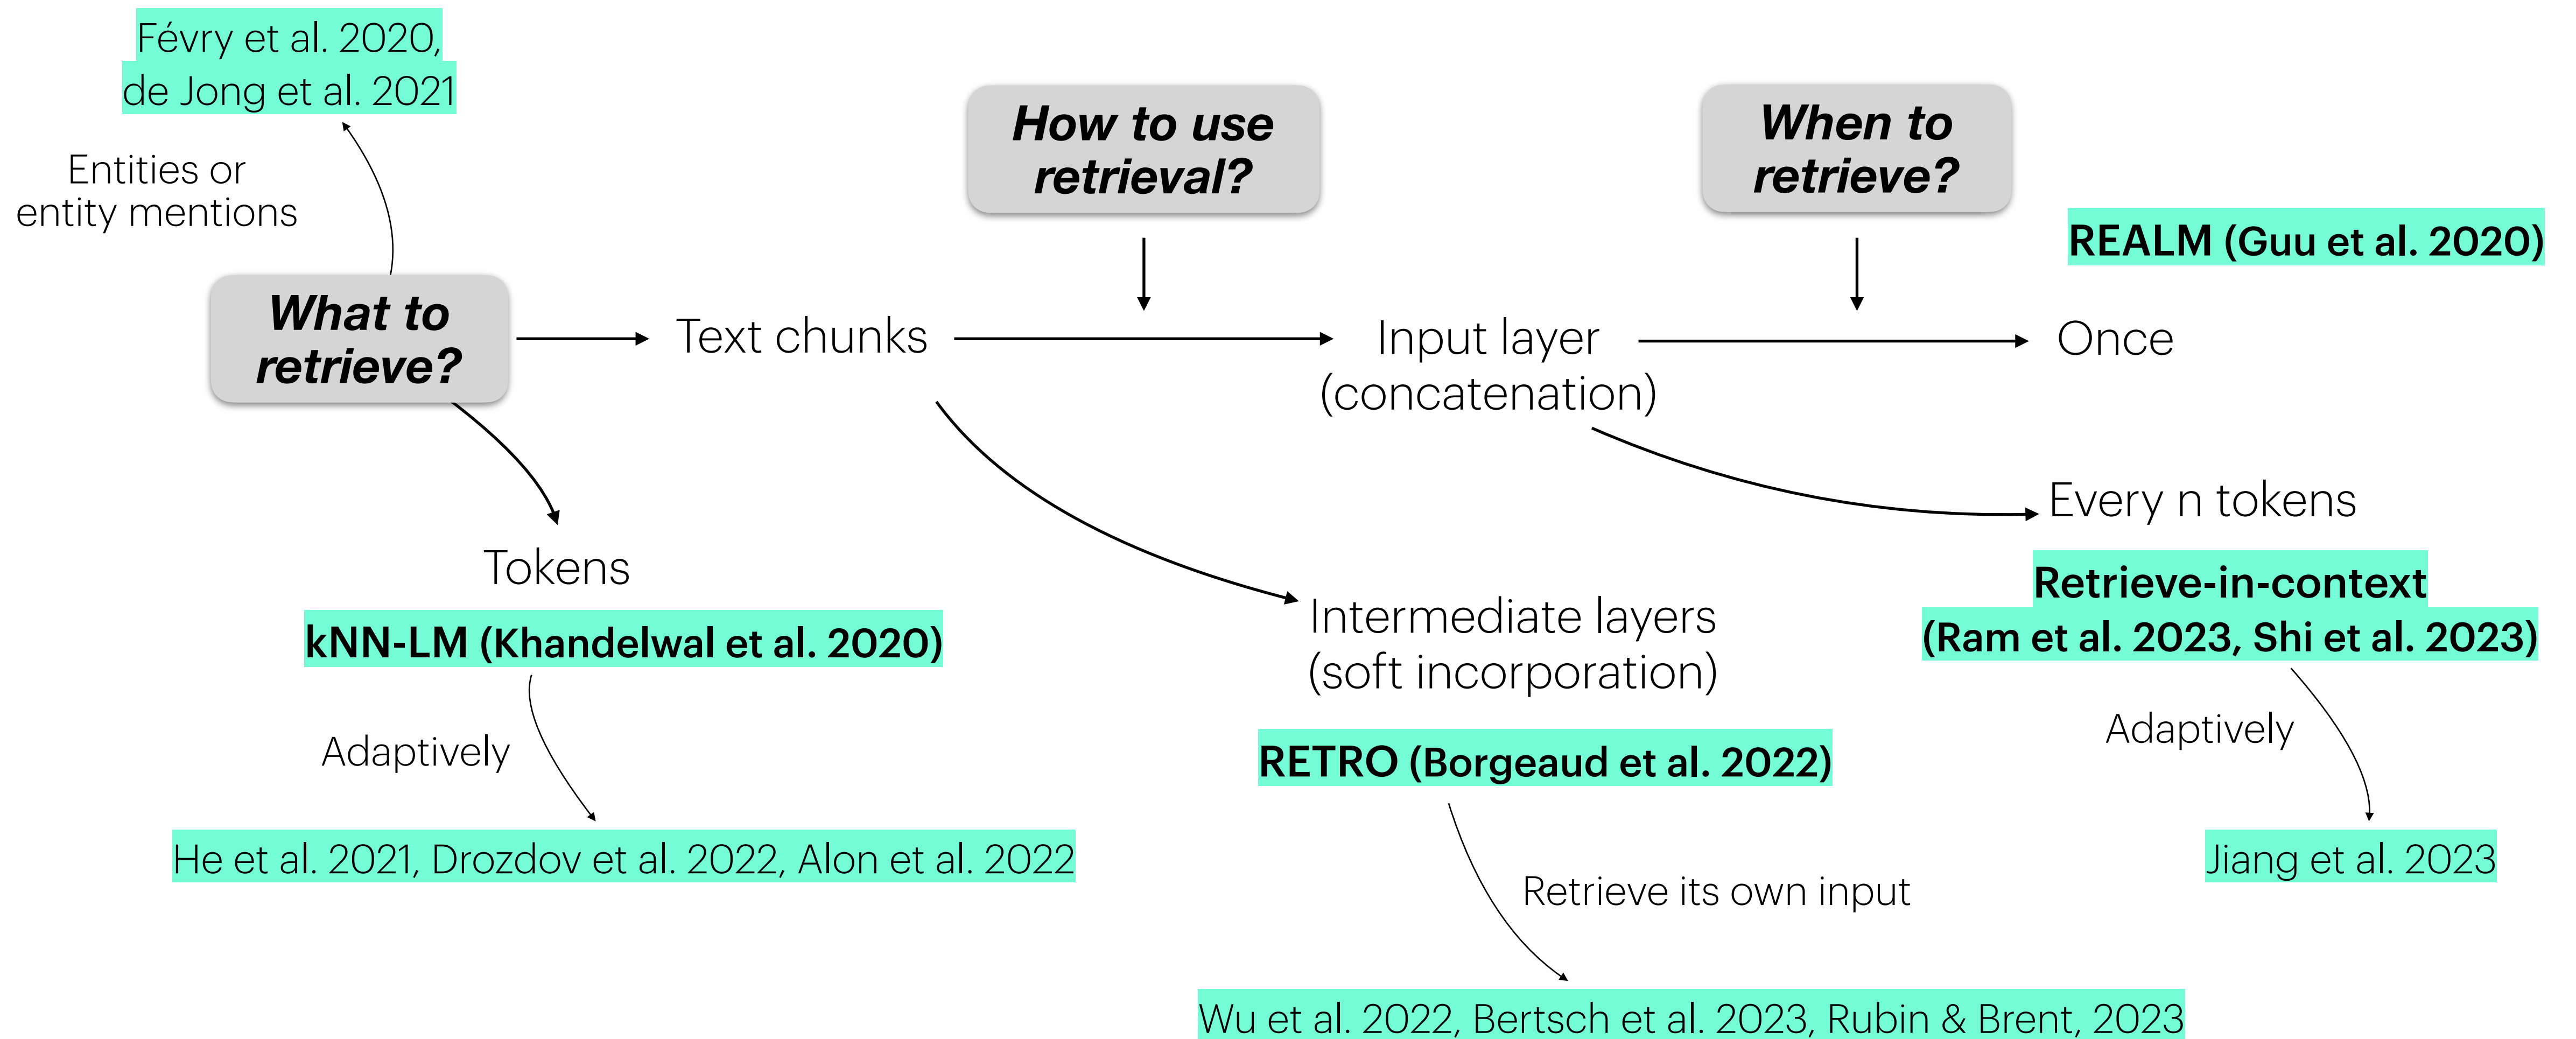 Févry et al. 2020,
de Jong et al. 2021
Entities or
entity mentions
What to
retrieve?
Text chunks
How to use
retrieval?
Input layer
(concatenation)
When to
retrieve?
REALM (Guu et al. 2020)
Once
Every n tokens
Retrieve-in-context
(Ram et al. 2023, Shi et al. 2023)
Adaptively
Jiang et al. 2023
Tokens
kNN-LM (Khandelwal et al. 2020)
Adaptively
He et al. 2021, Drozdov et al. 2022, Alon et al. 2022
Intermediate layers
(soft incorporation)
RETRO (Borgeaud et al. 2022)
Retrieve its own input
Wu et al. 2022, Bertsch et al. 2023, Rubin & Brent, 2023